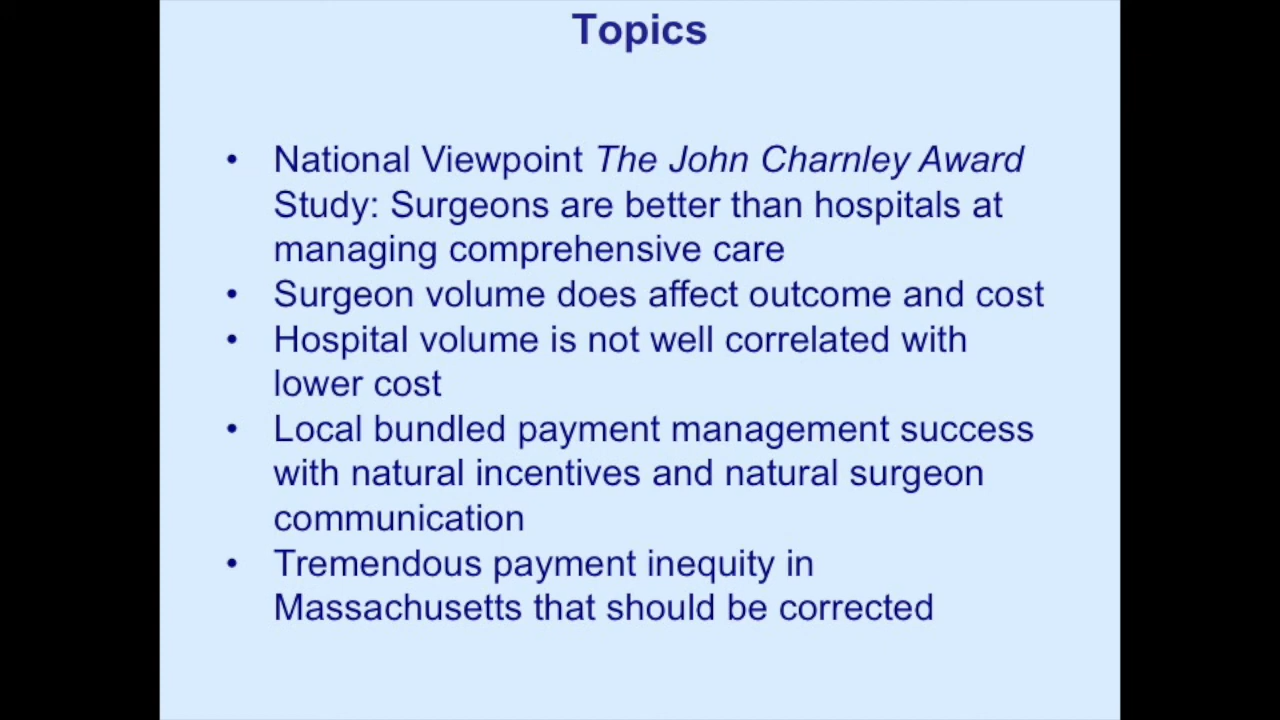 Topics
• National Viewpoint The John Charnley Award
Study: Surgeons are better than hospitals at
managing comprehensive care
• Surgeon volume does affect outcome and cost
• Hospital volume is not well correlated with
lower cost
• Local bundled payment management success
with natural incentives and natural surgeon
communication
• Tremendous payment inequity in
Massachusetts that should be corrected